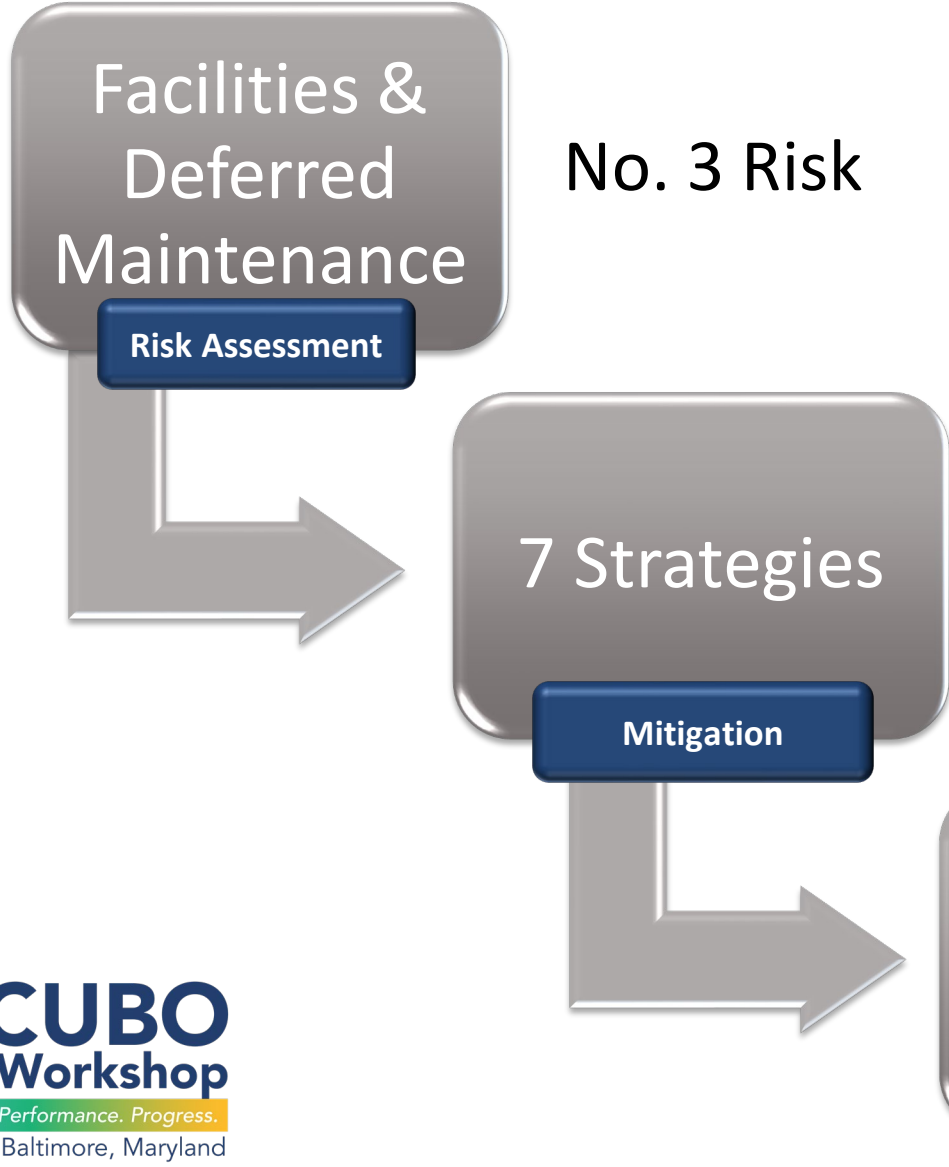 Facilities &
Deferred
Maintenance
No. 3 Risk
Risk Assessment
7 Strategies
Mitigation
CUBO
Workshop
Performance. Progress.
Baltimore, Maryland